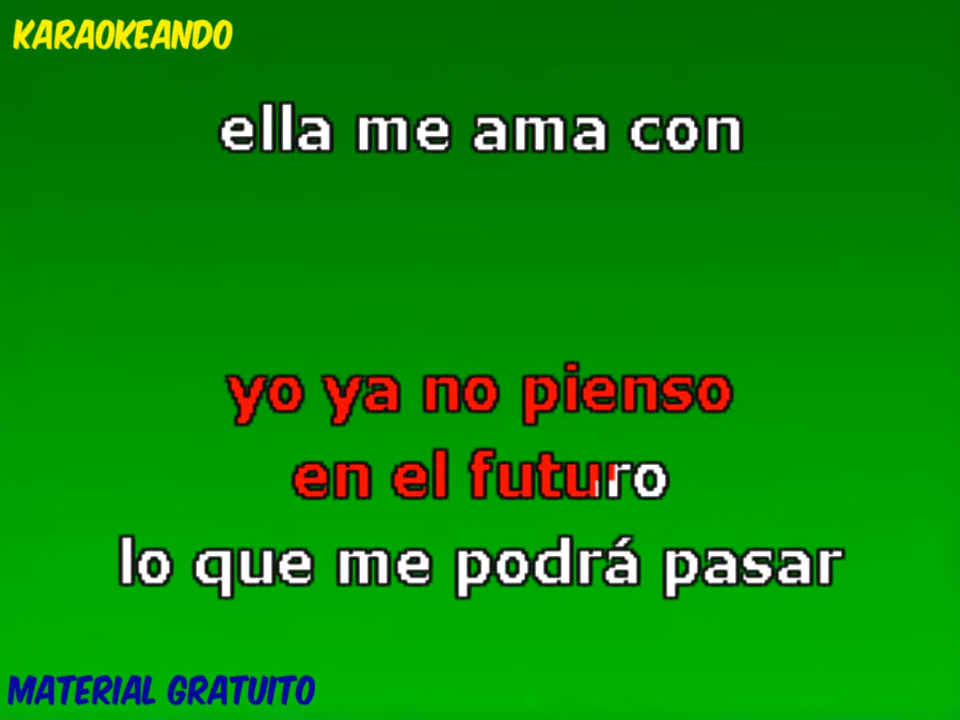 KARAOKEANDO
ella me ama con
yo ya no pienso
en el futuro
lo que me podrá pasar
MATERIAL GRATUITO